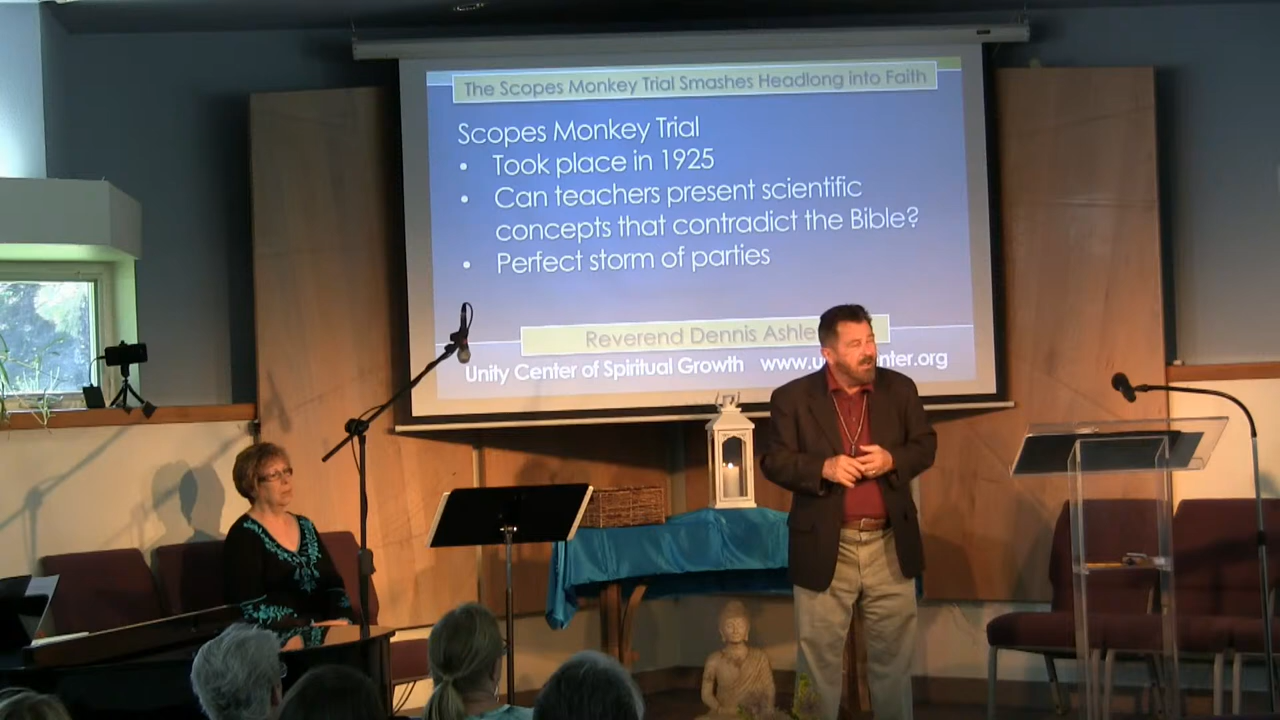 The Scopes Monkey Trial Smashes Headlong into Faith
Scopes Monkey Trial
• Took place in 1925
• Can teachers present scientific
concepts that contradict the Bible?
• Perfect storm of parties
Reverend Dennis
Unity Center of Spiritual Growth